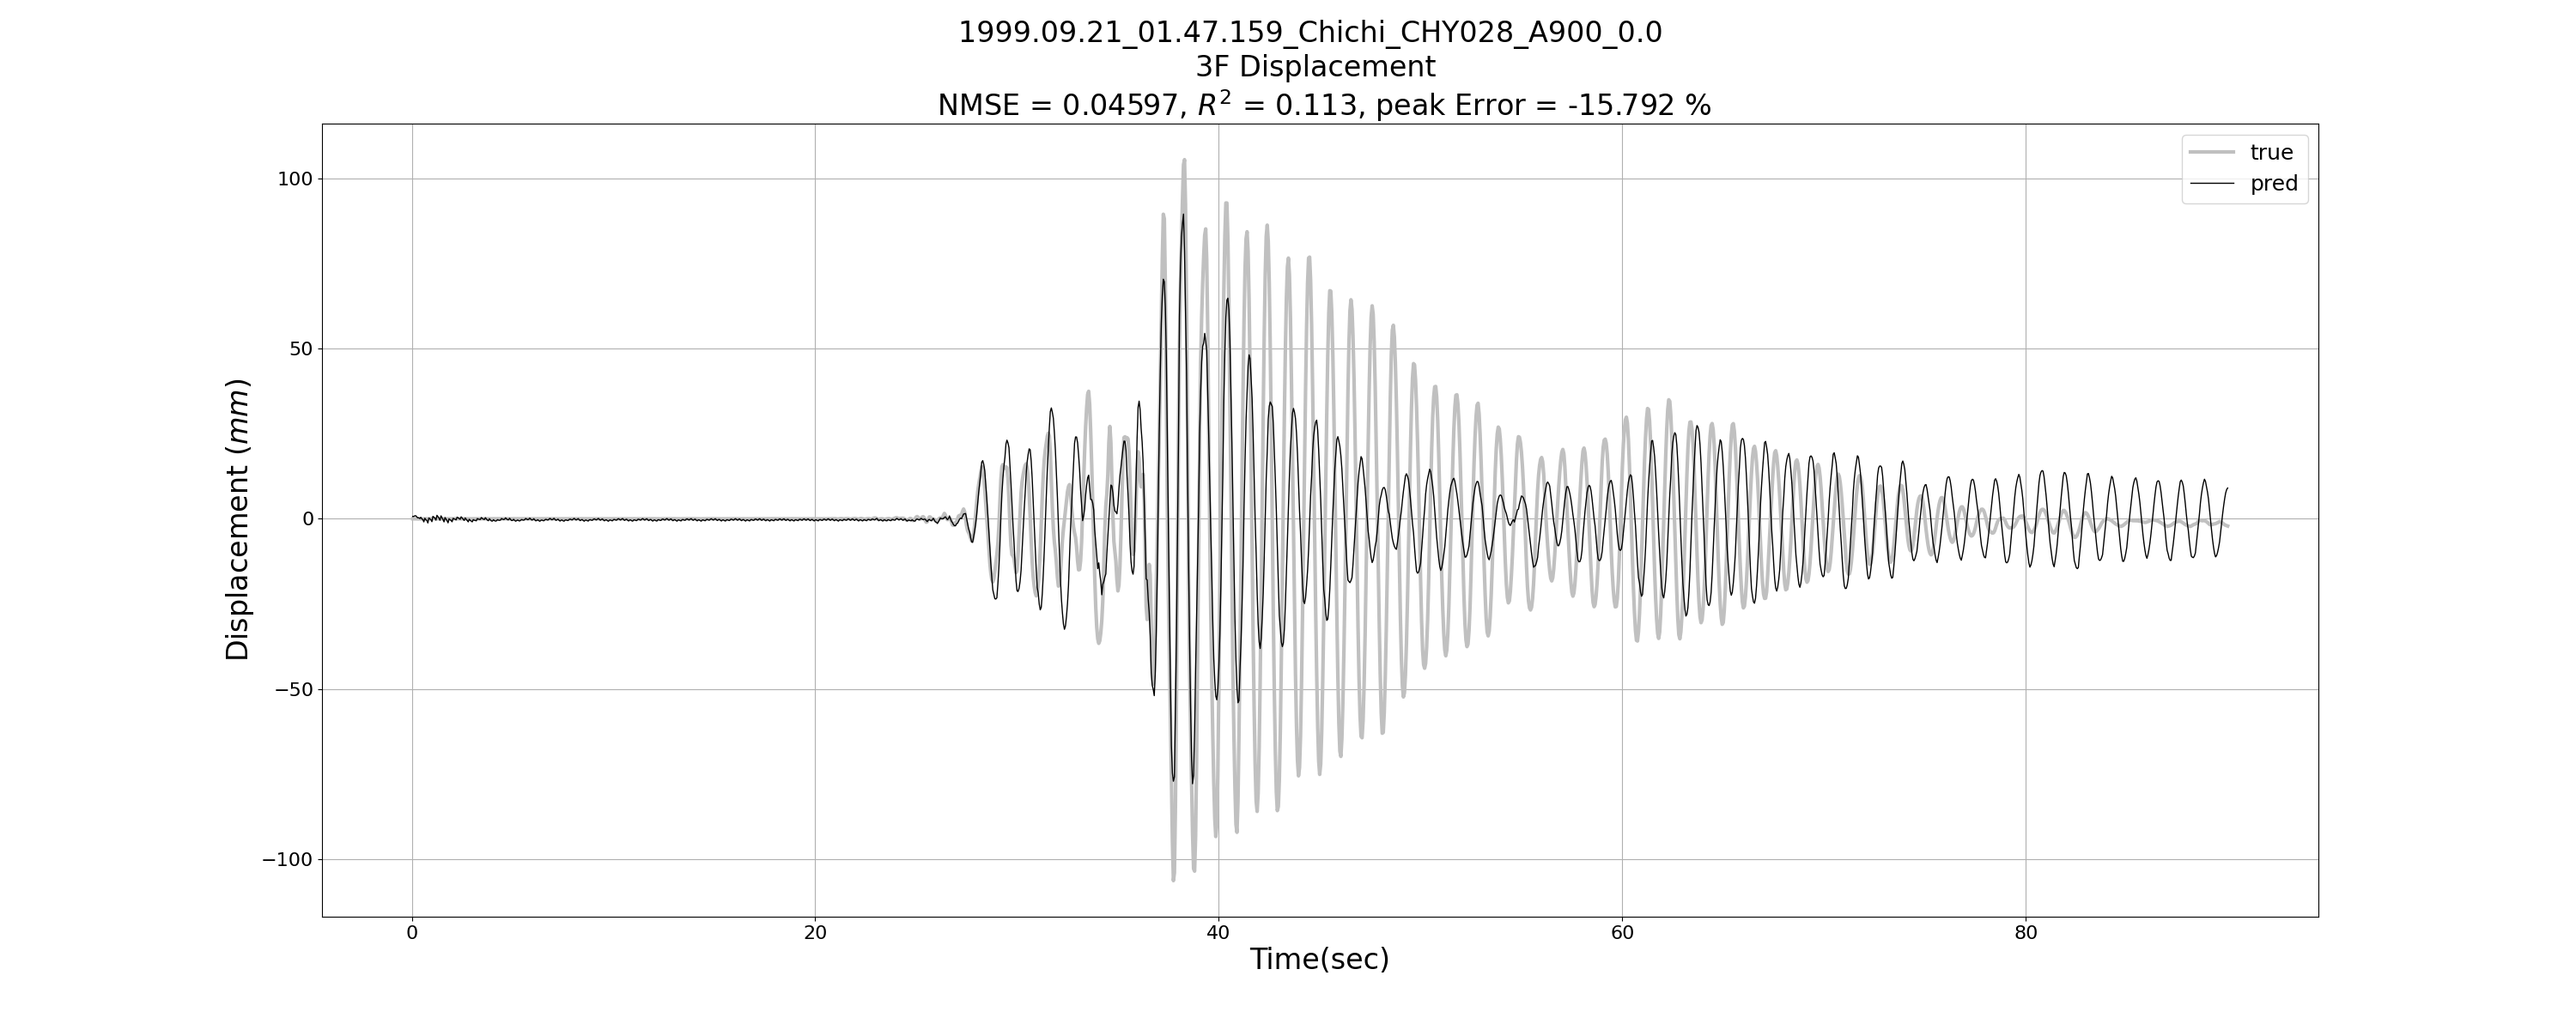 1999.09.21_01.47.159_Chichi_CHY028_A900_0.0
3F Displacement
NMSE = 0.04597, R² = 0.113, peak Error = -15.792 %
true
pred
100
50
0
−50
−100
Displacement (mm)
0
20
40
60
80
Time(sec)